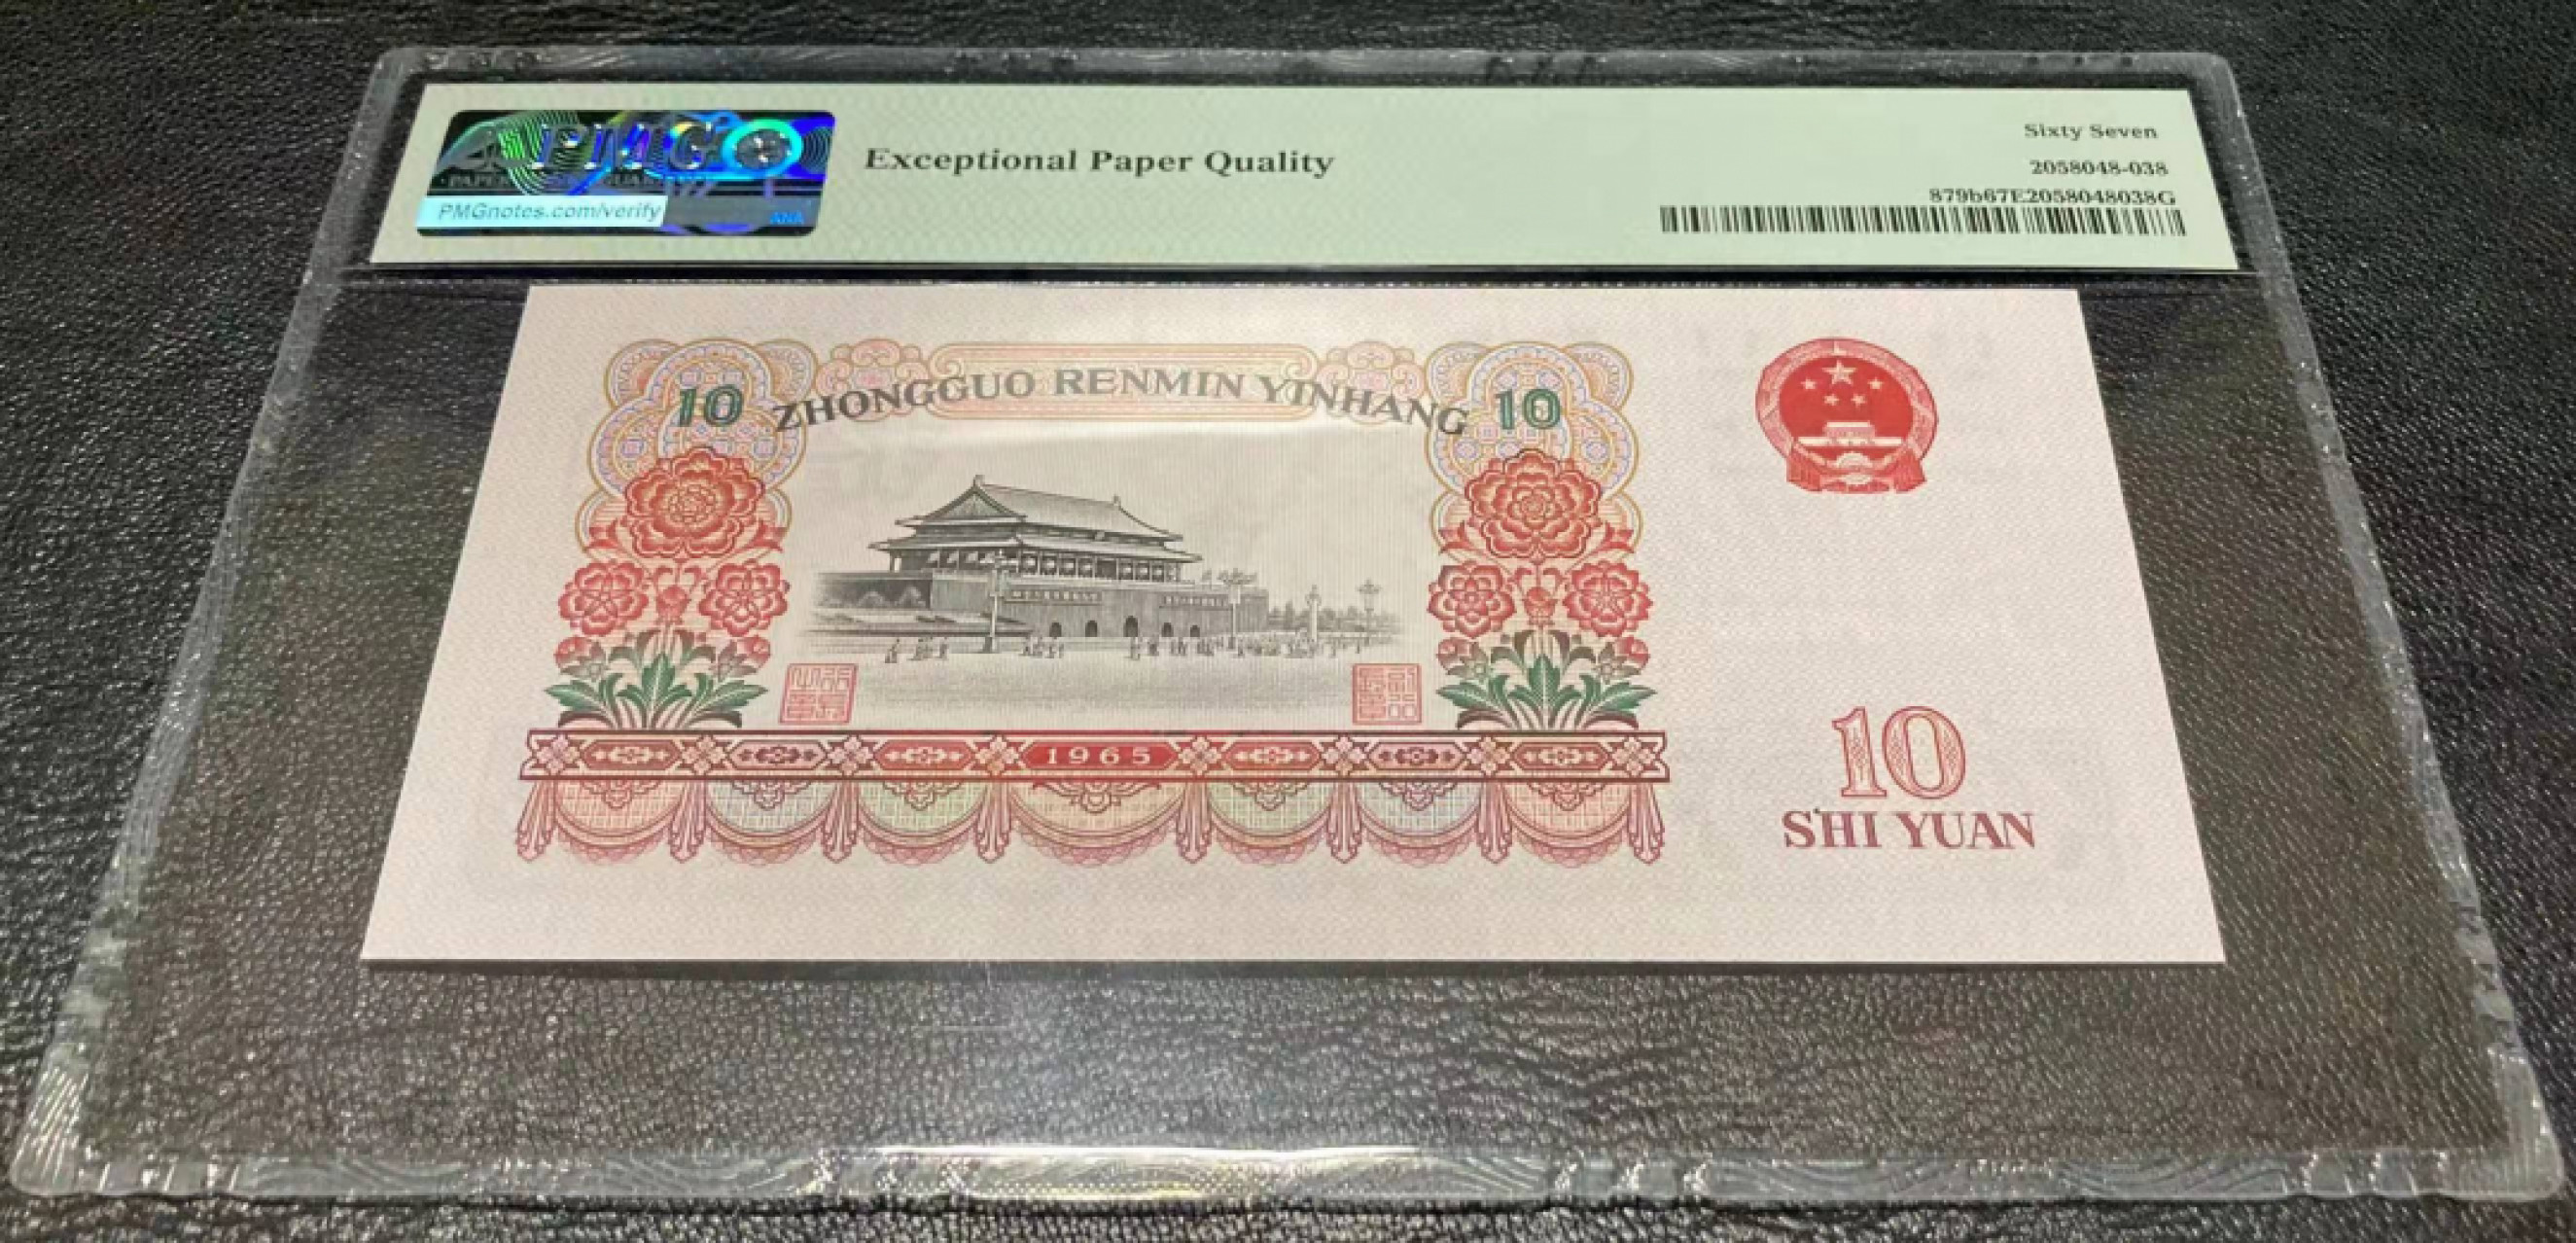 PMG
PMGnotes.com/verify
ANA
Exceptional Paper Quality
Sixty Seven
2058048-038
879b67E2058048038G
10 ZHONGGUO RENMIN YINHANG 10
1965
10
SHI YUAN